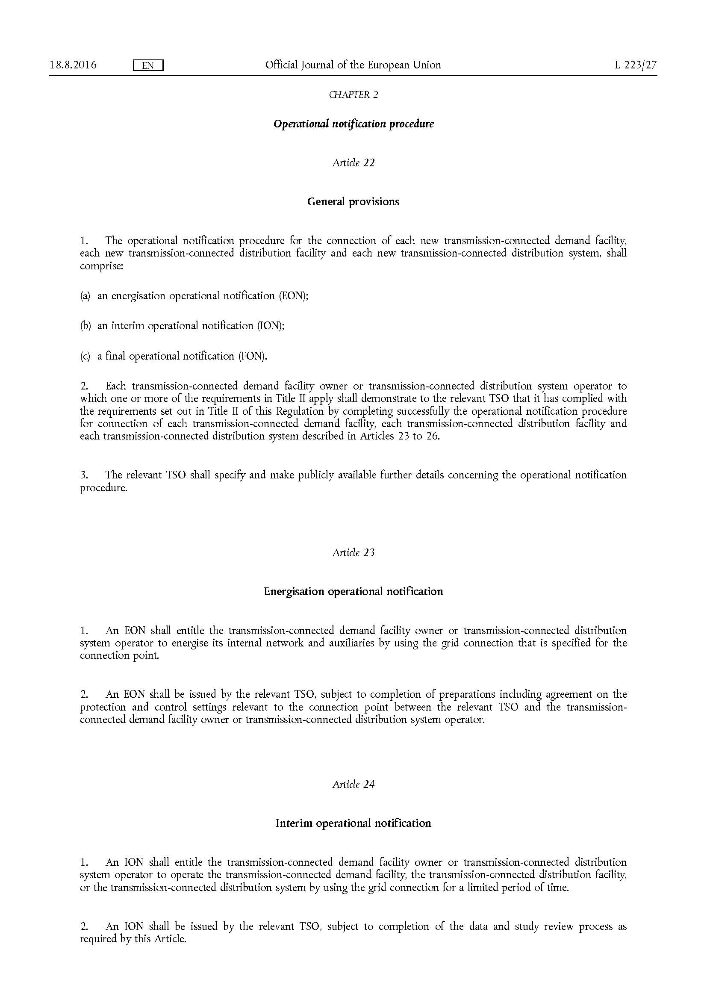 18.8.2016 EN Official Journal of the European Union L 223/27
CHAPTER 2
Operational notification procedure
Article 22
General provisions
1. The operational notification procedure for the connection of each new transmission-connected demand facility,
each new transmission-connected distribution facility and each new transmission-connected distribution system, shall
comprise:
(a) an energisation operational notification (EON);
(b) an interim operational notification (ION);
(c) a final operational notification (FON).
2. Each transmission-connected demand facility owner or transmission-connected distribution system operator to
which one or more of the requirements in Title II apply shall demonstrate to the relevant TSO that it has complied with
the requirements set out in Title II of this Regulation by completing successfully the operational notification procedure
for connection of each transmission-connected demand facility, each transmission-connected distribution facility and
each transmission-connected distribution system described in Articles 23 to 26.
3. The relevant TSO shall specify and make publicly available further details concerning the operational notification
procedure.
Article 23
Energisation operational notification
1. An EON shall entitle the transmission-connected demand facility owner or transmission-connected distribution
system operator to energise its internal network and auxiliaries by using the grid connection that is specified for the
connection point.
2. An EON shall be issued by the relevant TSO, subject to completion of preparations including agreement on the
protection and control settings relevant to the connection point between the relevant TSO and the transmission-
connected demand facility owner or transmission-connected distribution system operator.
Article 24
Interim operational notification
1. An ION shall entitle the transmission-connected demand facility owner or transmission-connected distribution
system operator to operate the transmission-connected demand facility, the transmission-connected distribution facility,
or the transmission-connected distribution system by using the grid connection for a limited period of time.
2. An ION shall be issued by the relevant TSO, subject to completion of the data and study review process as
required by this Article.